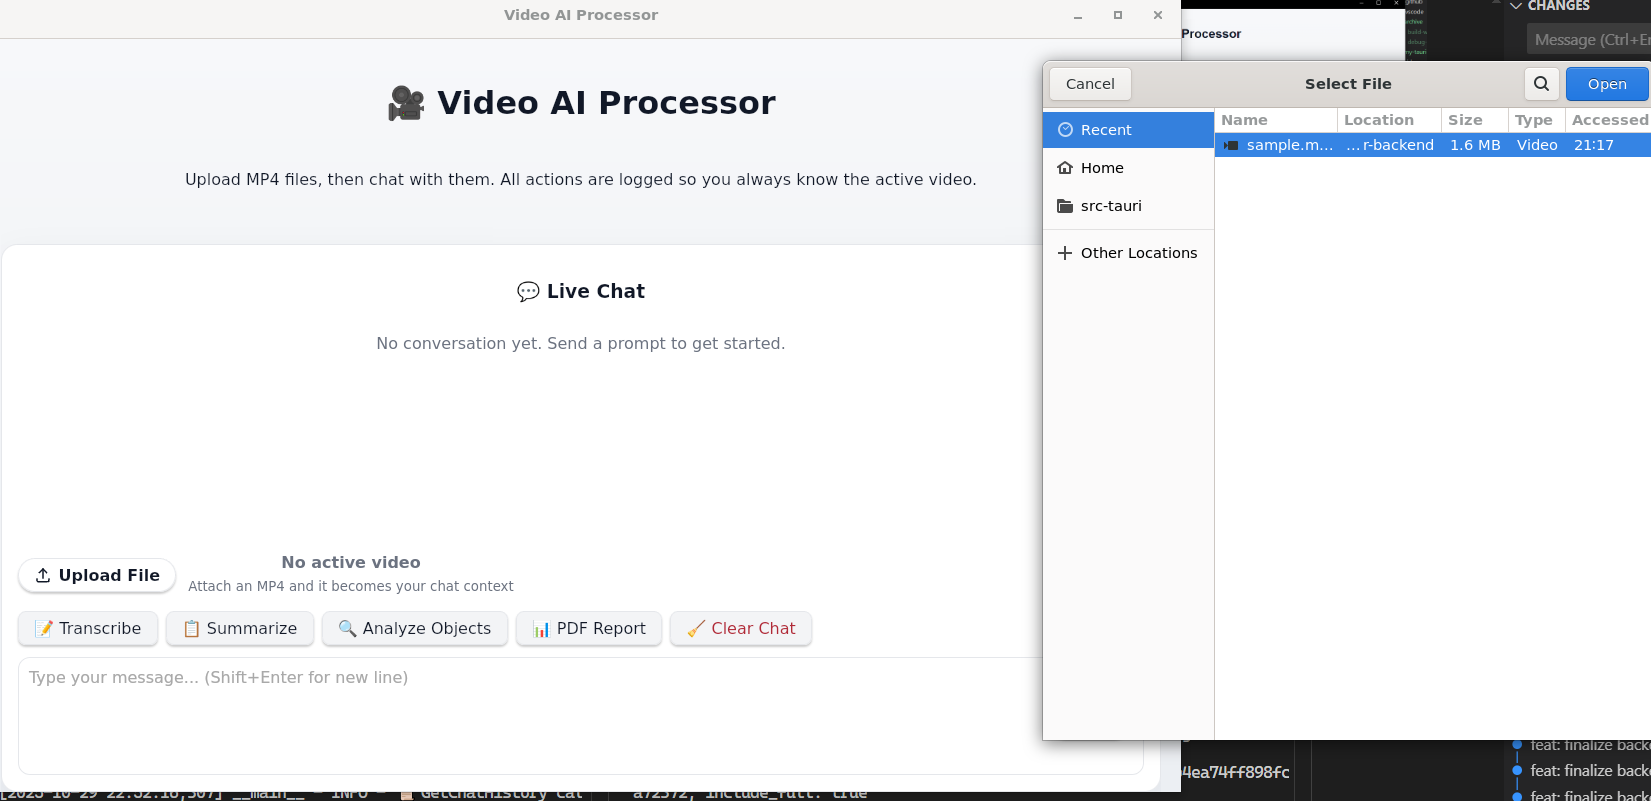 Video AI Processor
🎥 Video AI Processor
Upload MP4 files, then chat with them. All actions are logged so you always know the active video.
💬 Live Chat
No conversation yet. Send a prompt to get started.
Upload File
No active video
Attach an MP4 and it becomes your chat context
📝 Transcribe
📋 Summarize
🔍 Analyze Objects
📊 PDF Report
🧹 Clear Chat
Type your message... (Shift+Enter for new line)
Processor
CHANGES
Message (Ctrl+E
Cancel
Select File
Open
Recent
Home
src-tauri
Other Locations
Name Location Size Type Accessed
sample.m... ...r-backend 1.6 MB Video 21:17
feat: finalize back
4ea74ff898fc
feat: finalize back
feat: finalize back
__main__ - INFO - GetChatHistory
include_full: true